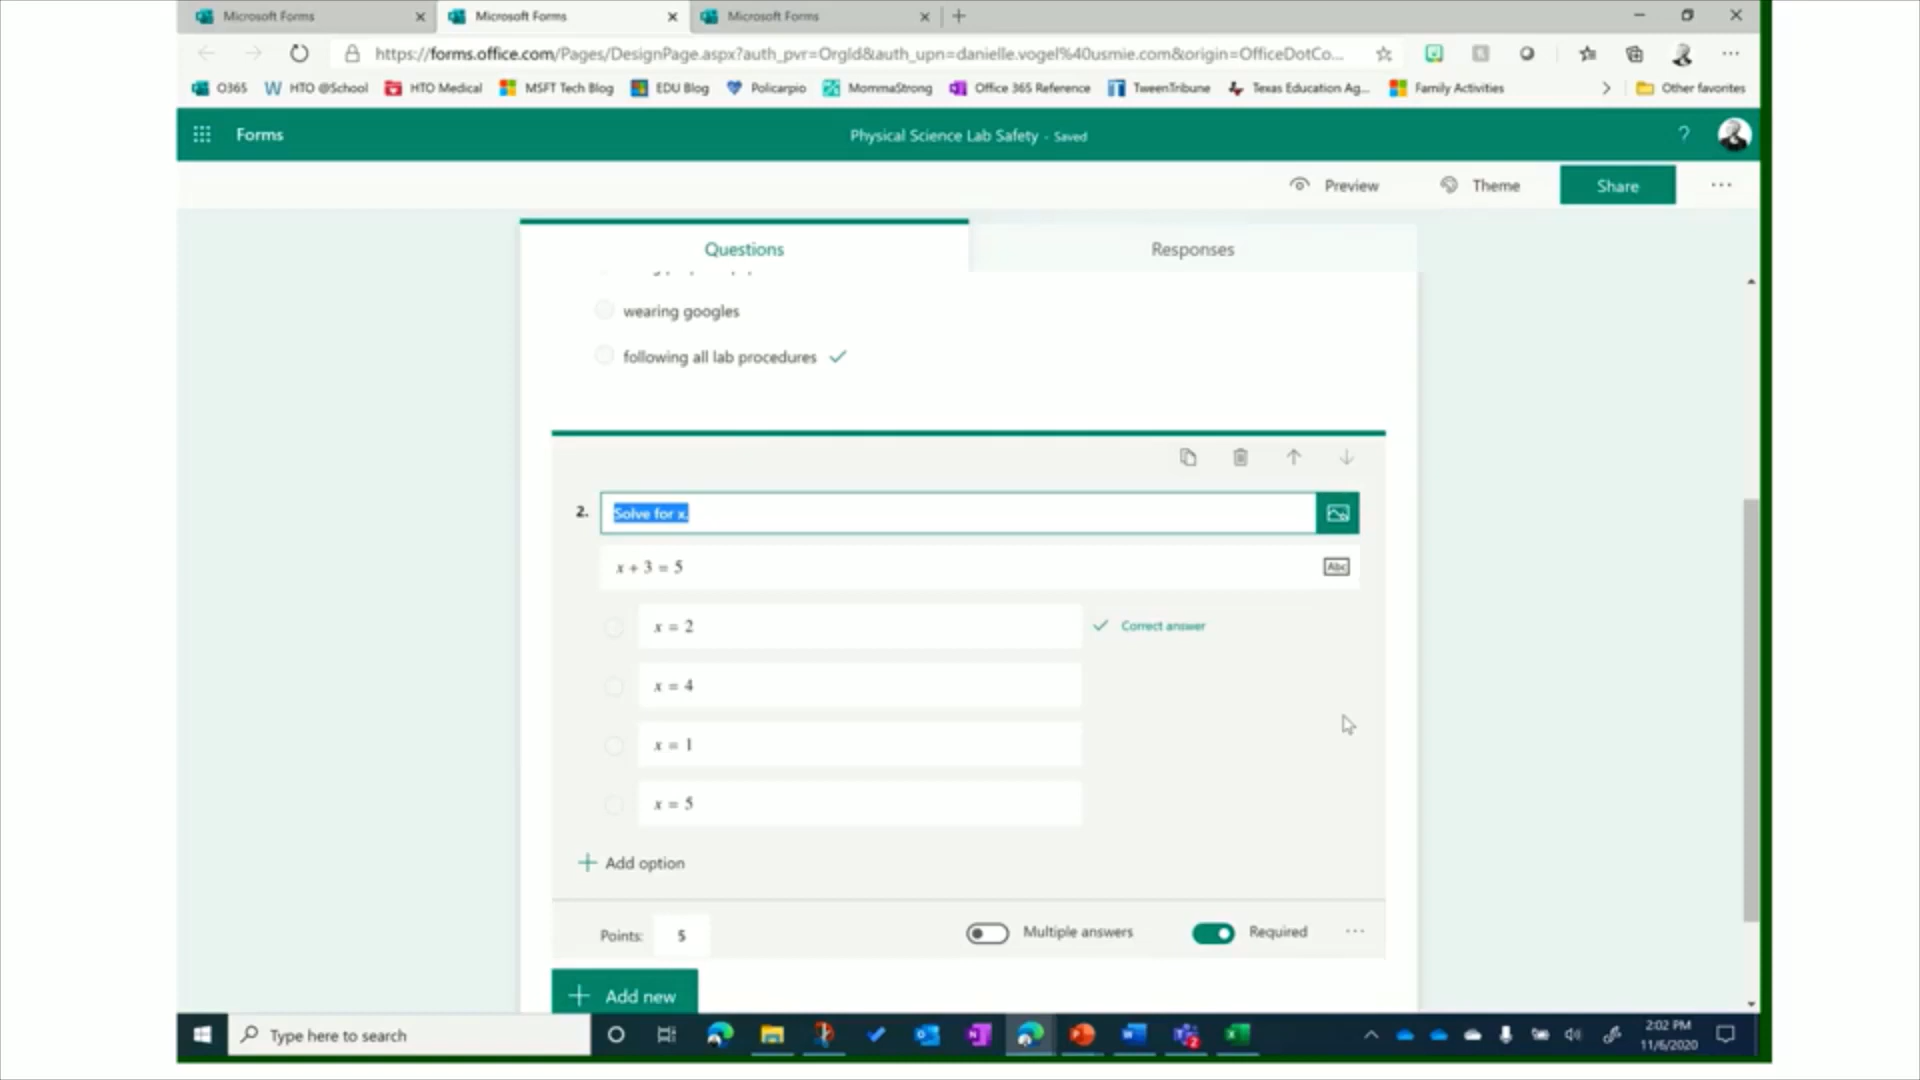 Microsoft Forms
Microsoft Forms
Microsoft Forms
https://forms.office.com/Pages/DesignPage.aspx?auth_pvr=OrgId&auth_upn=danielle.vogel%40usmie.com&origin=OfficeDotCo...
O365
HTO @School
HTO Medical
MSFT Tech Blog
EDU Blog
Policarpio
MommaStrong
Office 365 Reference
TweenTribune
Texas Education Ag...
Family Activities
Other favorites
Forms
Physical Science Lab Safety - Saved
?
Preview
Theme
Share
Questions
Responses
wearing googles
following all lab procedures
2.
Solve for x.
x + 3 = 5
Abc
x = 2
Correct answer
x = 4
x = 1
x = 5
Add option
Points: 5
Multiple answers
Required
Add new
Type here to search
2:02 PM
11/6/2020